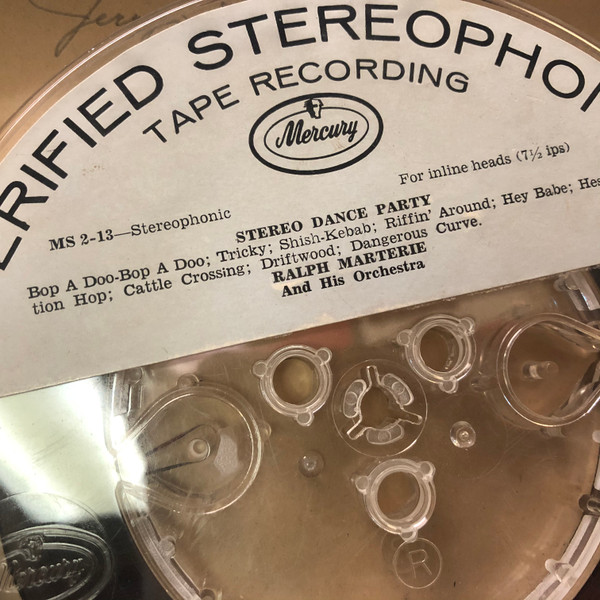 ERIFIED STEREOPHON
TAPE RECORDING
Mercury
For inline heads (7½ ips)
MS 2-13—Stereophonic
STEREO DANCE PARTY
Bop A Doo-Bop A Doo; Tricky; Shish-Kebab; Riffin' Around; Hey Babe; Hes
tion Hop; Cattle Crossing; Driftwood; Dangerous Curve.
RALPH MARTERIE
And His Orchestra
R
Mercury